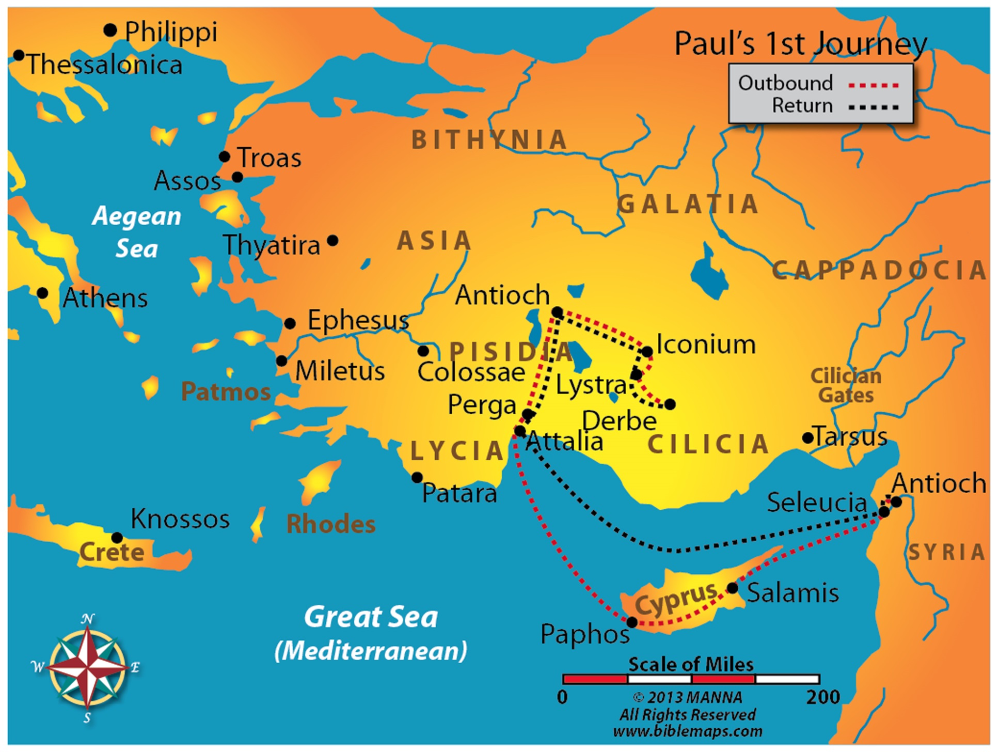 Paul's 1st Journey
Outbound
Return
Philippi
Thessalonica
BITHYNIA
Troas
Assos
GALATIA
Aegean
Sea
Thyatira
ASIA
CAPPADOCIA
Athens
Antioch
Ephesus
Iconium
PISIDIA
Colossae
Miletus
Lystra
Cilician
Gates
Patmos
Perga
Derbe
Attalia
Tarsus
LYCIA
CILICIA
Patara
Antioch
Seleucia
Knossos
Rhodes
Crete
SYRIA
Cyprus
Salamis
Great Sea
(Mediterranean)
Paphos
N
W
E
S
Scale of Miles
0
200
© 2013 MANNA
All Rights Reserved
www.biblemaps.com